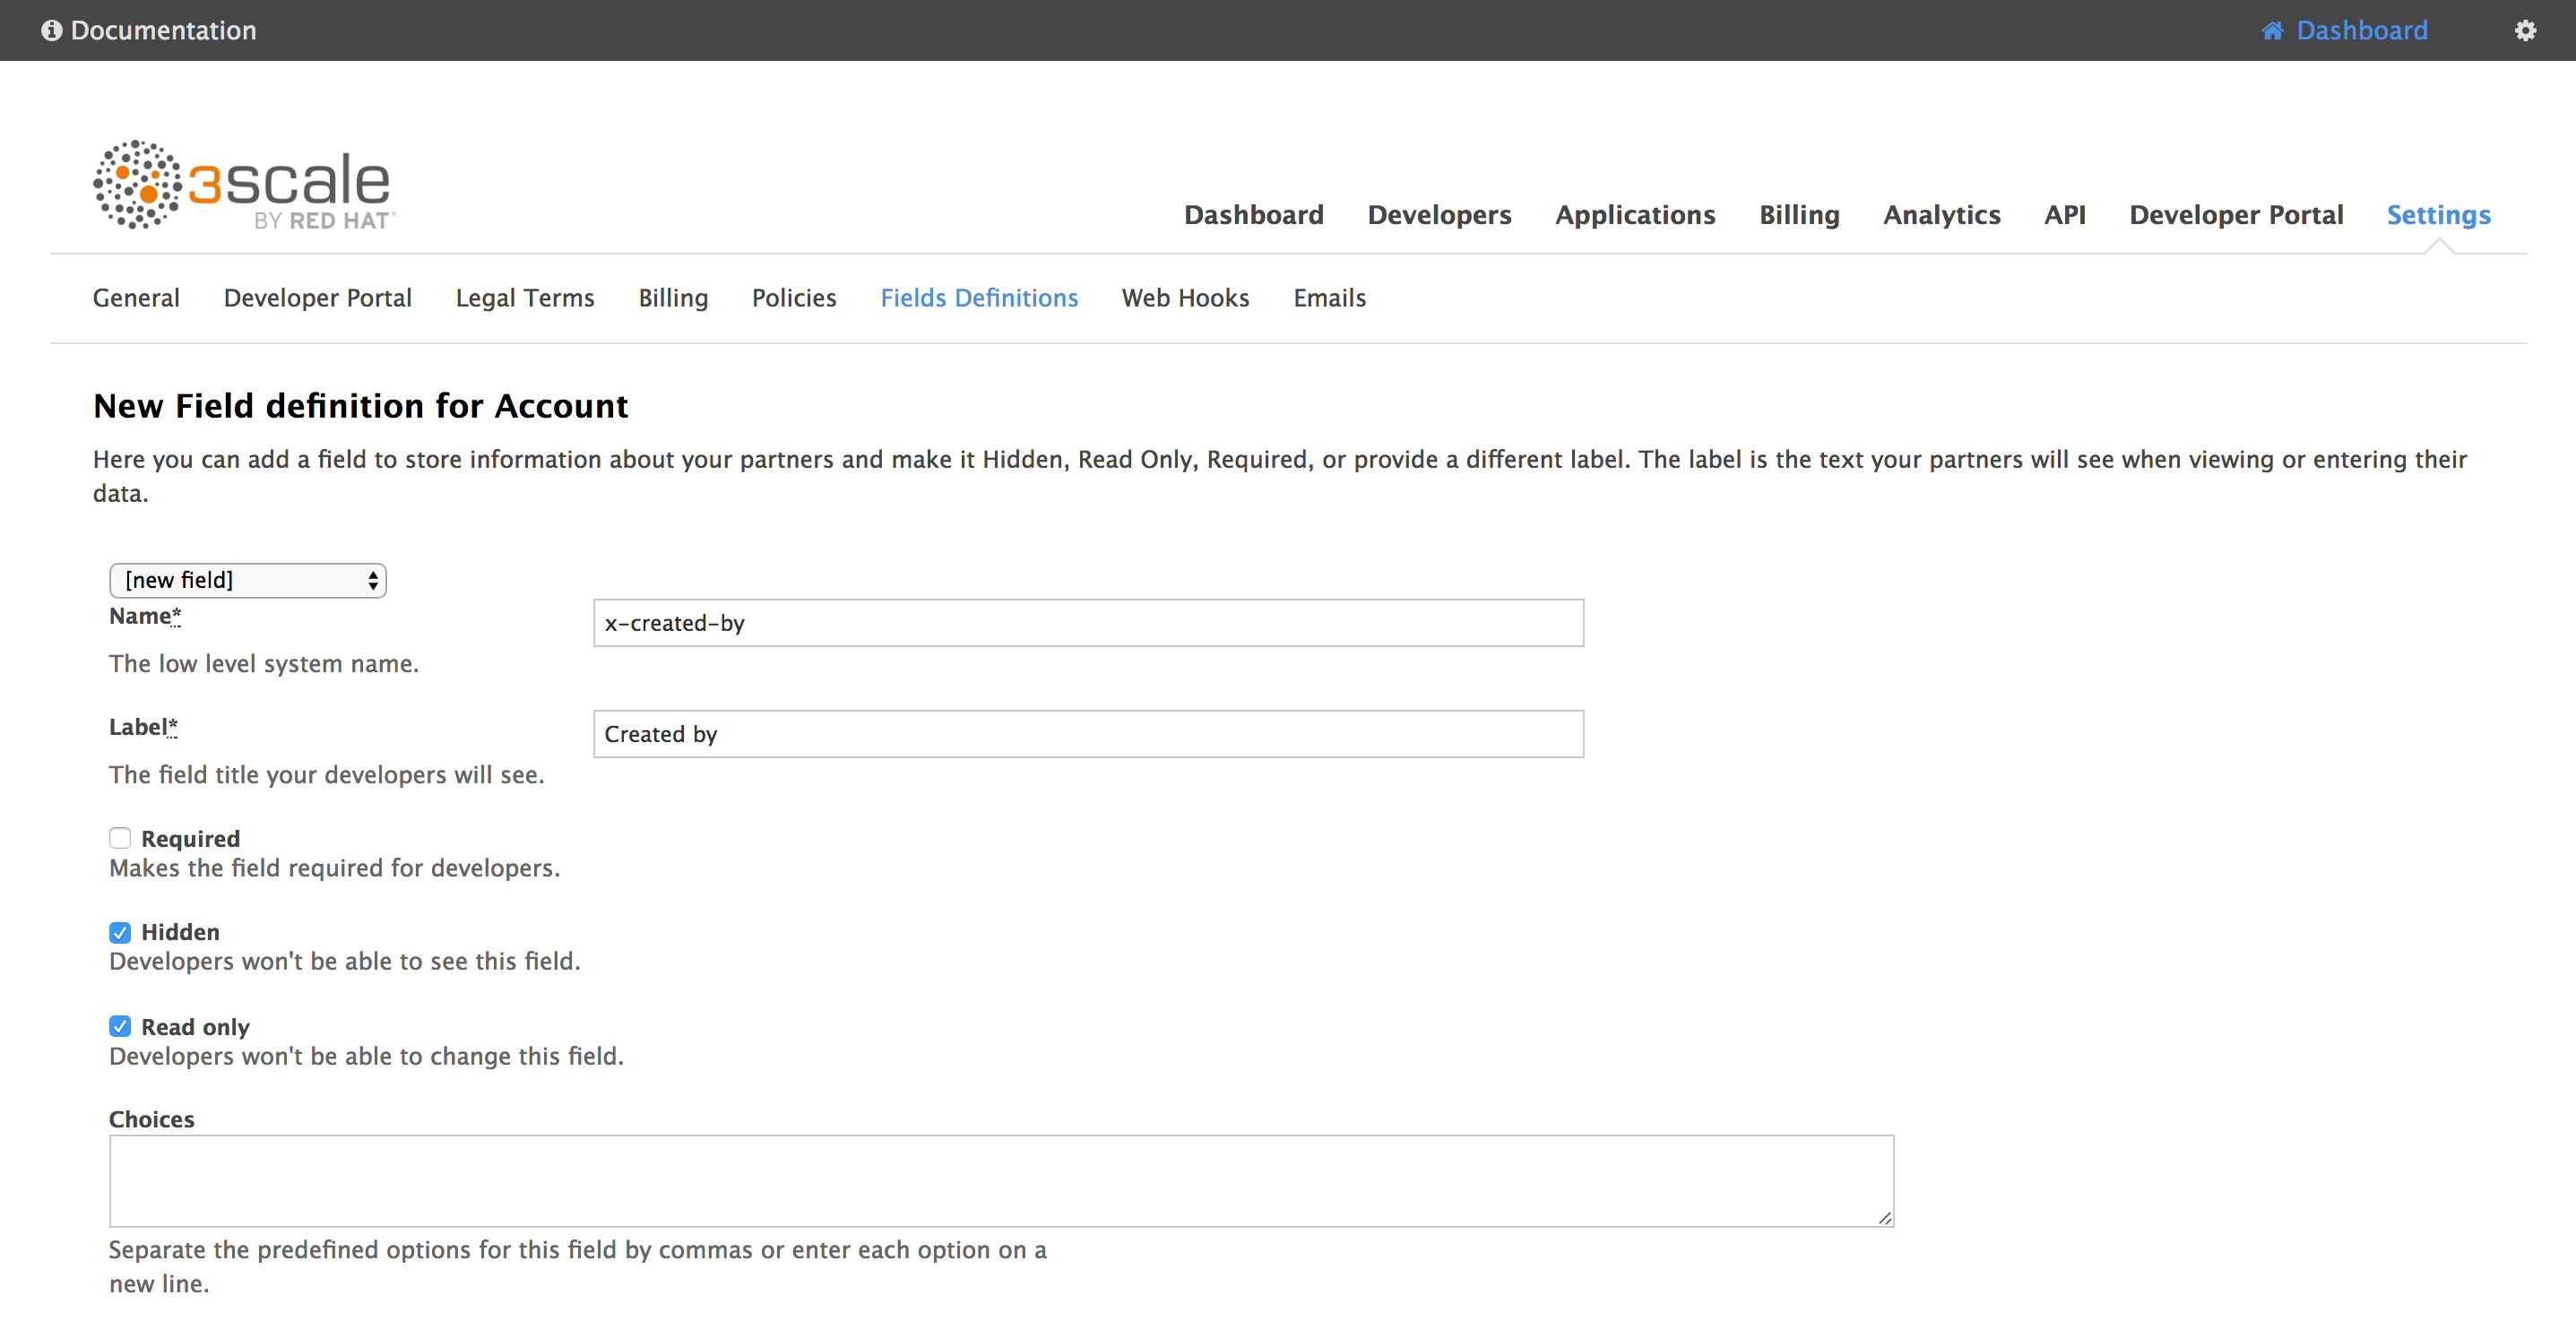 Documentation
Dashboard
3scale
BY RED HAT
Dashboard Developers Applications Billing Analytics API Developer Portal Settings
General Developer Portal Legal Terms Billing Policies Fields Definitions Web Hooks Emails
New Field definition for Account
Here you can add a field to store information about your partners and make it Hidden, Read Only, Required, or provide a different label. The label is the text your partners will see when viewing or entering their
data.
[new field]
Name*
x-created-by
The low level system name.
Label*
Created by
The field title your developers will see.
Required
Makes the field required for developers.
Hidden
Developers won't be able to see this field.
Read only
Developers won't be able to change this field.
Choices
Separate the predefined options for this field by commas or enter each option on a
new line.